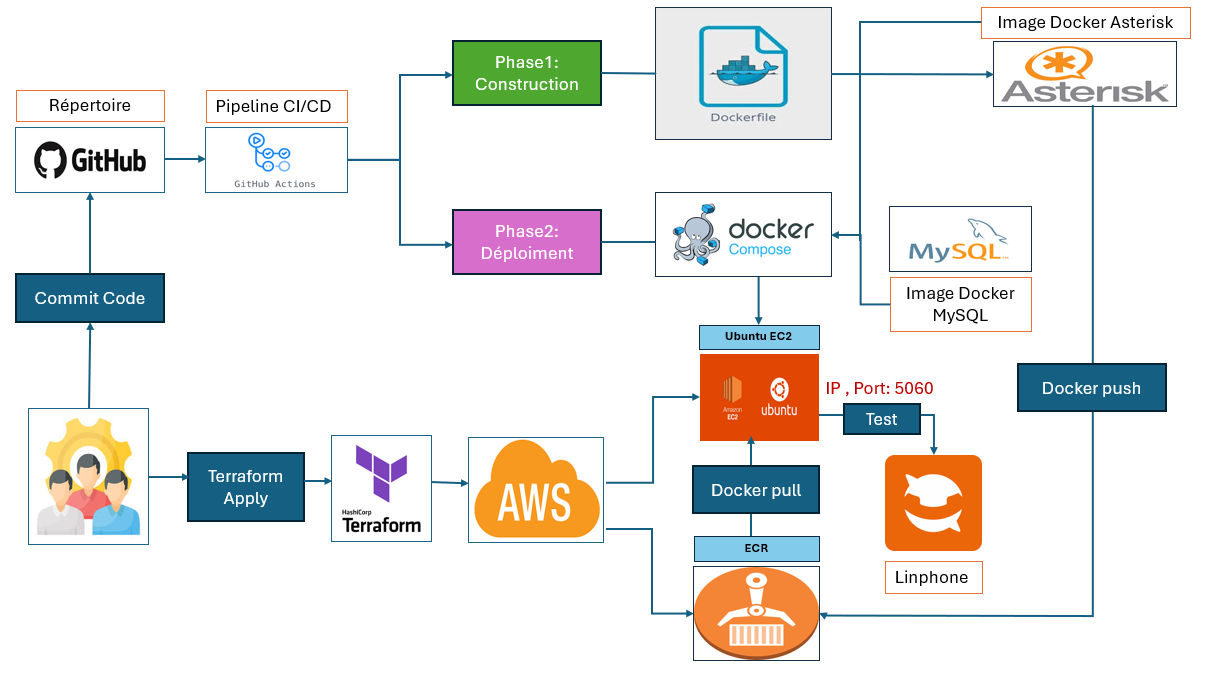 Image Docker Asterisk
Asterisk
Phase1:
Construction
Dockerfile
Répertoire
GitHub
Pipeline CI/CD
GitHub Actions
Phase2:
Déploiment
docker
Compose
MySQL™
Image Docker
MySQL
Commit Code
Ubuntu EC2
Amazon
EC2
ubuntu
IP , Port: 5060
Test
Docker push
Terraform
Apply
HashiCorp
Terraform
AWS
Docker pull
ECR
Linphone